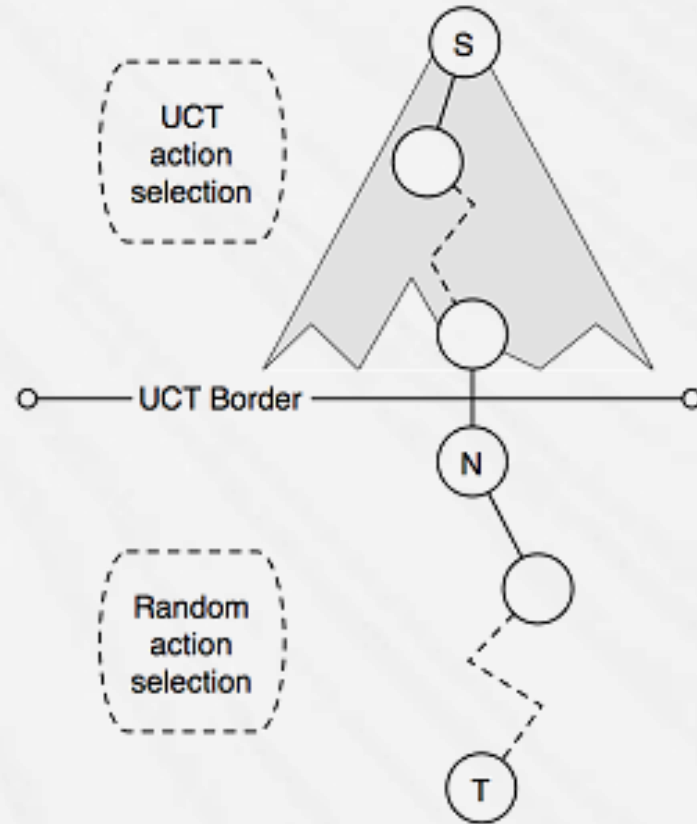 S
UCT
action
selection
UCT Border
N
Random
action
selection
T